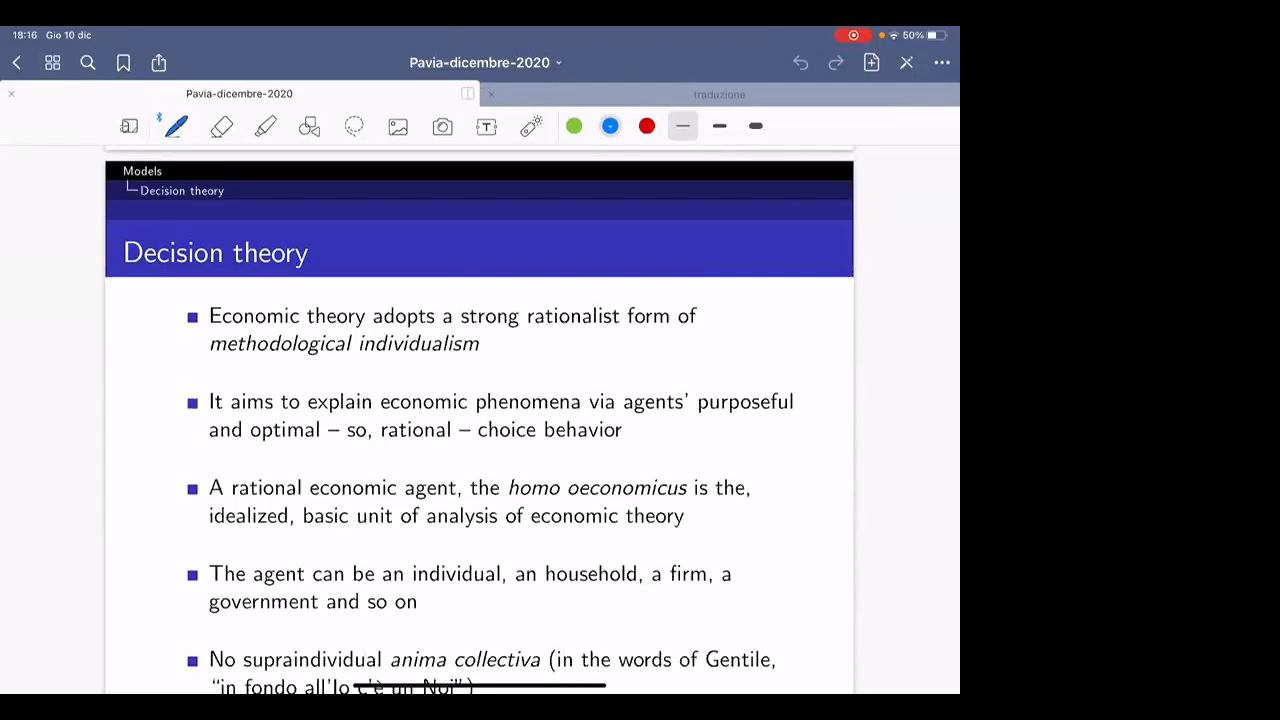 18:16 Gio 10 dic
50%
Pavia-dicembre-2020
Pavia-dicembre-2020
traduzione
T
Models
Decision theory
Decision theory
Economic theory adopts a strong rationalist form of
methodological individualism
It aims to explain economic phenomena via agents' purposeful
and optimal – so, rational – choice behavior
A rational economic agent, the homo oeconomicus is the,
idealized, basic unit of analysis of economic theory
The agent can be an individual, an household, a firm, a
government and so on
No supraindividual anima collectiva (in the words of Gentile,
“in fondo all'Io c'è un Noi”)